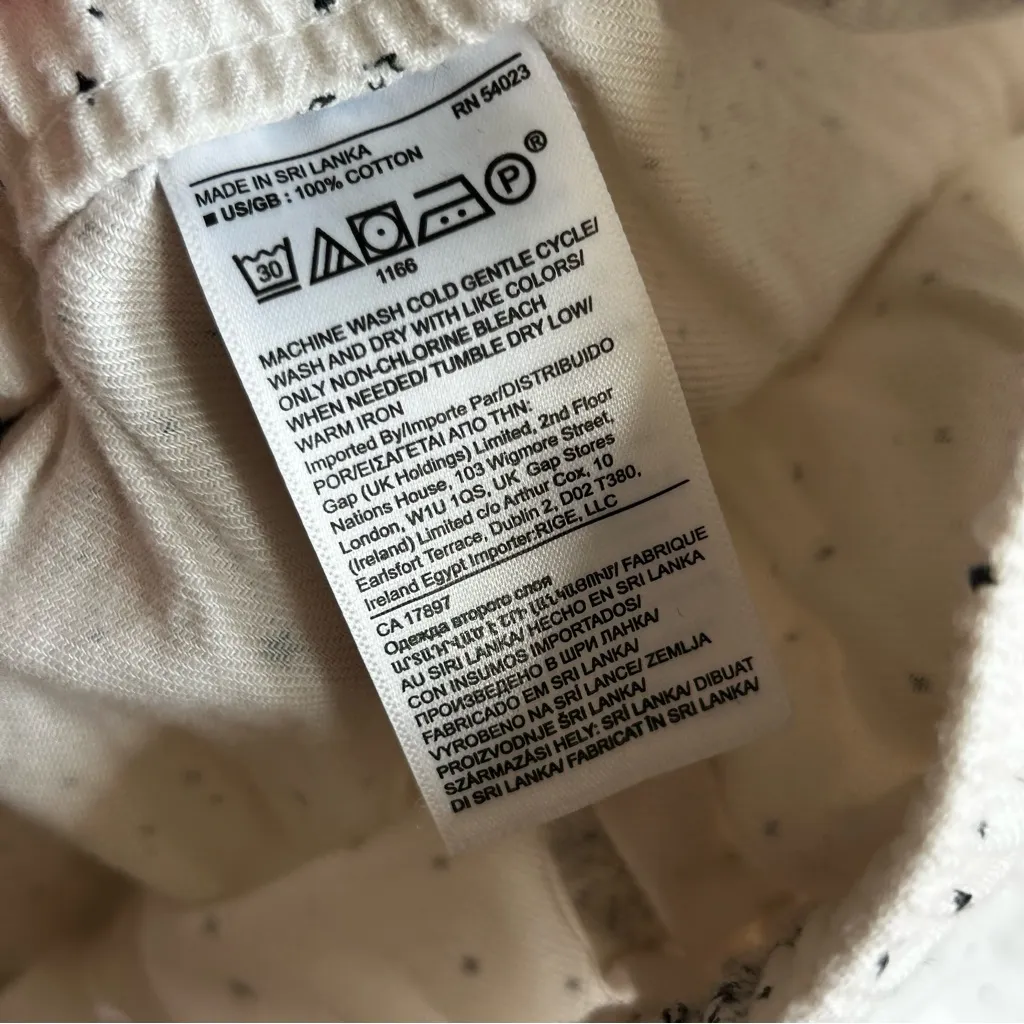 RN 54023
MADE IN SRI LANKA
■ US/GB : 100% COTTON
30 P ®
1166
MACHINE WASH COLD GENTLE CYCLE/
WASH AND DRY WITH LIKE COLORS/
ONLY NON-CHLORINE BLEACH
WHEN NEEDED/ TUMBLE DRY LOW/
WARM IRON
Imported By/Importe Par/DISTRIBUIDO
POR/ΕΙΣΑΓΕΤΑΙ ΑΠΟ ΤΗΝ:
Gap (UK Holdings) Limited, 2nd Floor
Nations House, 103 Wigmore Street,
London, W1U 1QS, UK Gap Stores
(Ireland) Limited c/o Arthur Cox, 10
Earlsfort Terrace, Dublin 2, D02 T380,
Ireland Egypt Importer:RIGE, LLC
CA 17897
Одежда второго слоя
FABRIQUE
AU SIRI LANKA/ HECHO EN SRI LANKA
CON INSUMOS IMPORTADOS/
ПРОИЗВЕДЕНО В ШРИ ЛАНКА/
FABRICADO EM SRI LANKA/
VYROBENO NA SRÍ LANCE/ ZEMLJA
PROIZVODNJE ŠRI LANKA/
SZÁRMAZÁSI HELY: SRÍ LANKA/ DIBUAT
DI SRI LANKA/ FABRICAT ÎN SRI LANKA/